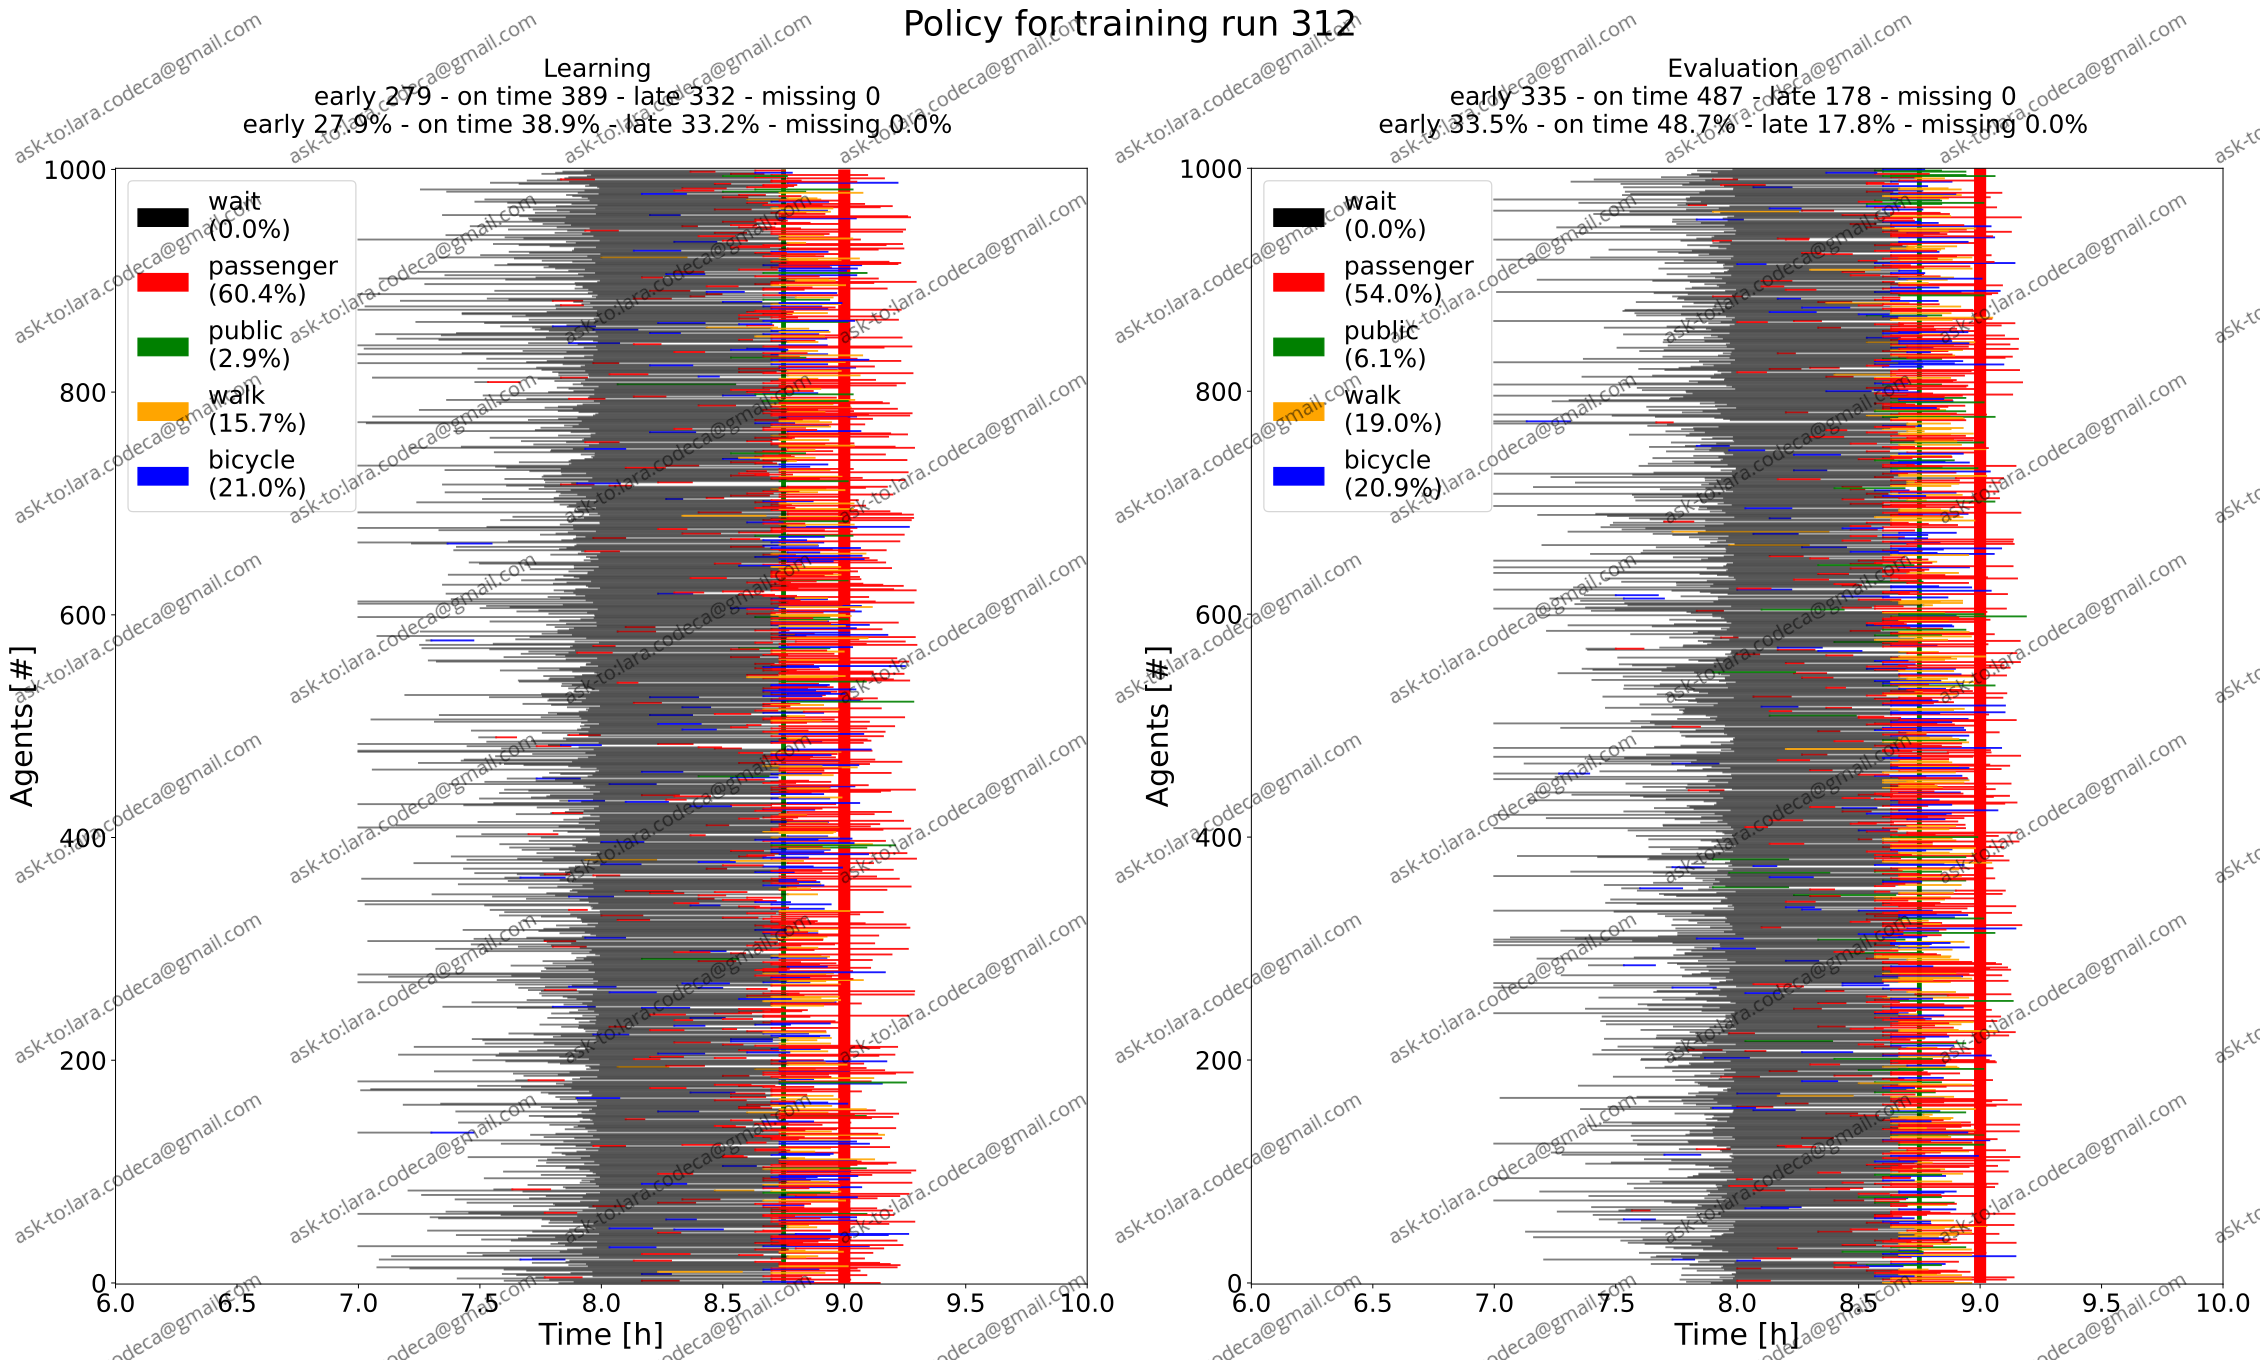 Policy for training run 312
Learning
early 279 - on time 389 - late 332 - missing 0
early 27.9% - on time 38.9% - late 33.2% - missing 0.0%
wait
(0.0%)
passenger
(60.4%)
public
(2.9%)
walk
(15.7%)
bicycle
(21.0%)
Agents [#]
1000
800
600
400
200
0
6.0 6.5 7.0 7.5 8.0 8.5 9.0 9.5 10.0
Time [h]
Evaluation
early 335 - on time 487 - late 178 - missing 0
early 33.5% - on time 48.7% - late 17.8% - missing 0.0%
wait
(0.0%)
passenger
(54.0%)
public
(6.1%)
walk
(19.0%)
bicycle
(20.9%)
Agents [#]
1000
800
600
400
200
0
6.0 6.5 7.0 7.5 8.0 8.5 9.0 9.5 10.0
Time [h]
ask-to:lara.codeca@gmail.com